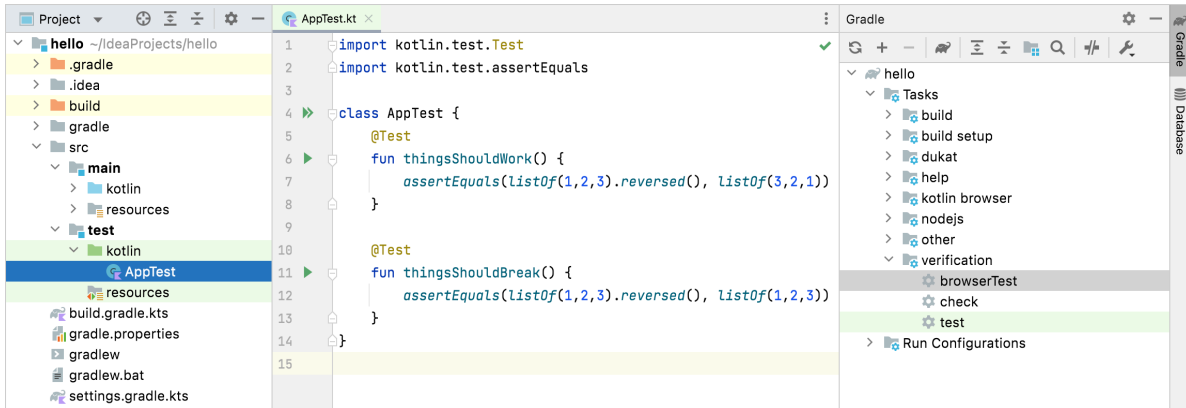 Project
hello ~/IdeaProjects/hello
.gradle
.idea
build
gradle
src
main
kotlin
resources
test
kotlin
AppTest
resources
build.gradle.kts
gradle.properties
gradlew
gradlew.bat
settings.gradle.kts
AppTest.kt
1 import kotlin.test.Test
2 import kotlin.test.assertEquals
3
4 class AppTest {
5 @Test
6 fun thingsShouldWork() {
7 assertEquals(listOf(1,2,3).reversed(), listOf(3,2,1))
8 }
9
10 @Test
11 fun thingsShouldBreak() {
12 assertEquals(listOf(1,2,3).reversed(), listOf(1,2,3))
13 }
14 }
15
Gradle
hello
Tasks
build
build setup
dukat
help
kotlin browser
nodejs
other
verification
browserTest
check
test
Run Configurations
Gradle
Database